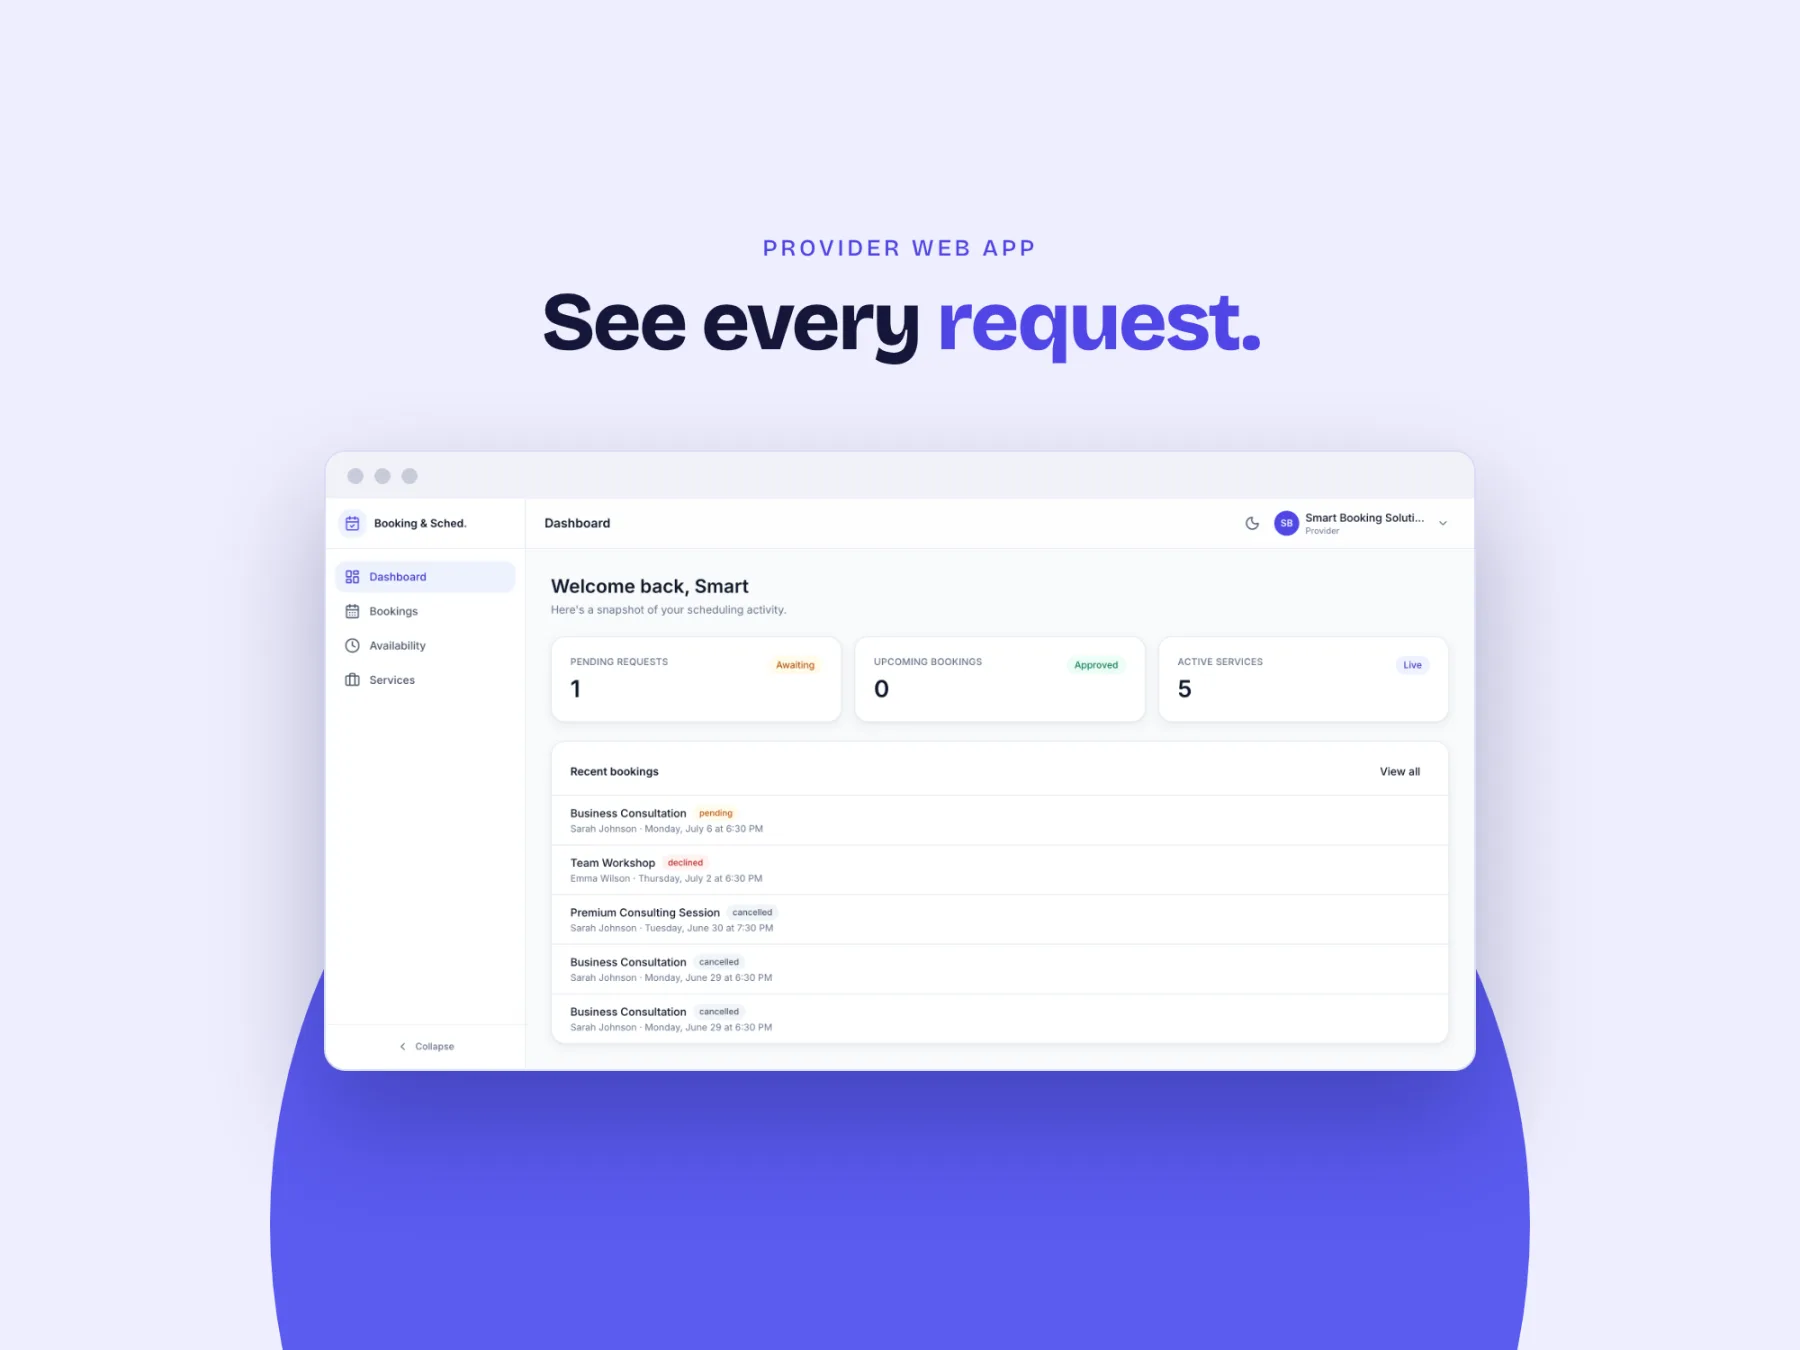 PROVIDER WEB APP
See every request.
Booking & Sched.
Dashboard
SB
Smart Booking Soluti...
Provider
Dashboard
Bookings
Availability
Services
Collapse
Welcome back, Smart
Here's a snapshot of your scheduling activity.
PENDING REQUESTS
Awaiting
1
UPCOMING BOOKINGS
Approved
0
ACTIVE SERVICES
Live
5
Recent bookings
View all
Business Consultation pending
Sarah Johnson · Monday, July 6 at 6:30 PM
Team Workshop declined
Emma Wilson · Thursday, July 2 at 6:30 PM
Premium Consulting Session cancelled
Sarah Johnson · Tuesday, June 30 at 7:30 PM
Business Consultation cancelled
Sarah Johnson · Monday, June 29 at 6:30 PM
Business Consultation cancelled
Sarah Johnson · Monday, June 29 at 6:30 PM